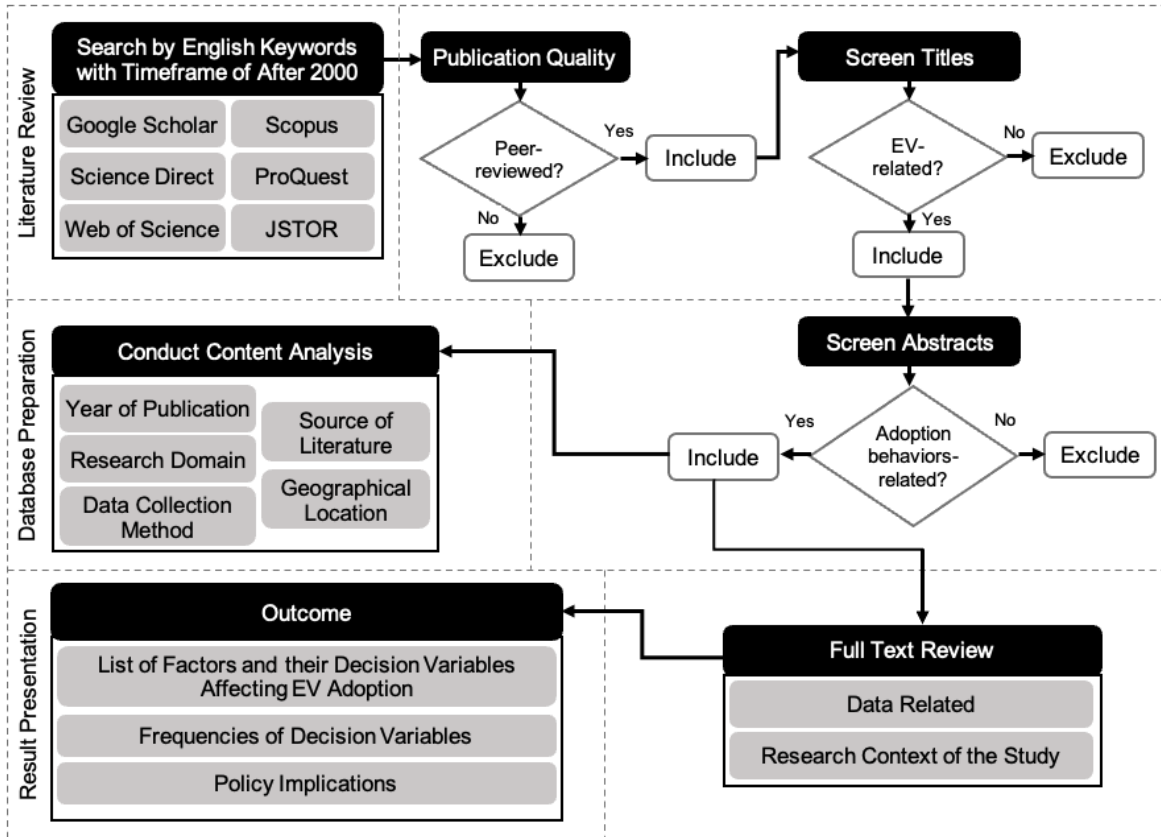 Literature Review
Search by English Keywords
with Timeframe of After 2000
Google Scholar
Scopus
Science Direct
ProQuest
Web of Science
JSTOR
Publication Quality
Peer-
reviewed?
Yes
Include
No
Exclude
Screen Titles
EV-
related?
No
Exclude
Yes
Include
Database Preparation
Screen Abstracts
Adoption
behaviors-
related?
No
Exclude
Yes
Include
Conduct Content Analysis
Year of Publication
Research Domain
Data Collection
Method
Source of
Literature
Geographical
Location
Result Presentation
Full Text Review
Data Related
Research Context of the Study
Outcome
List of Factors and their Decision Variables
Affecting EV Adoption
Frequencies of Decision Variables
Policy Implications